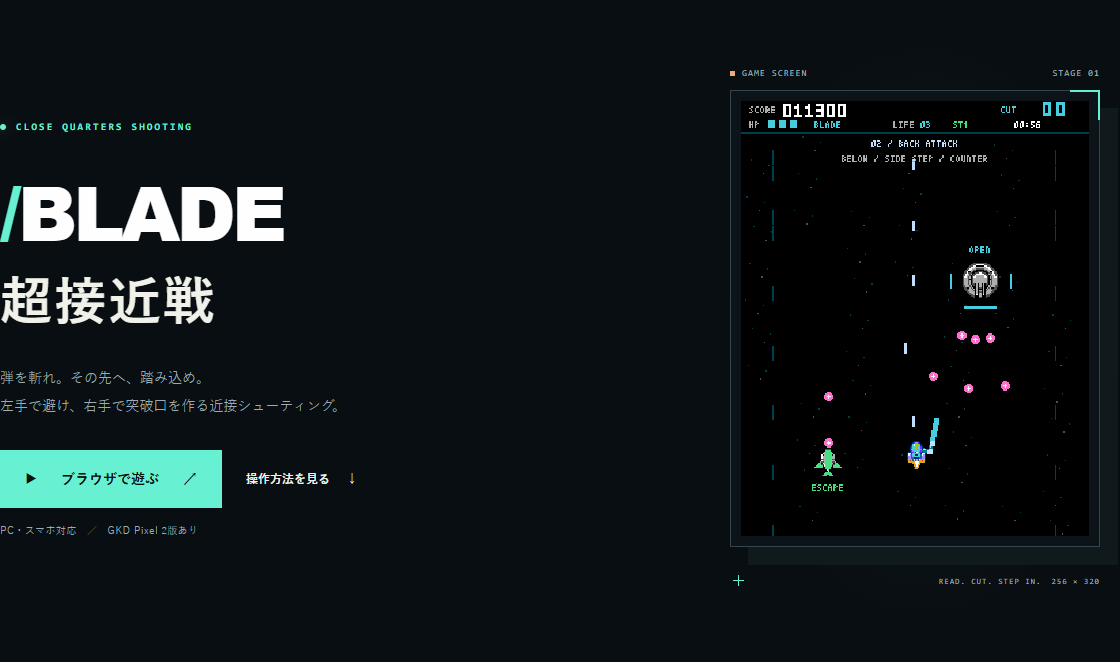 CLOSE QUARTERS SHOOTING
/BLADE
超接近戦
弾を斬れ。その先へ、踏み込め。
左手で避け、右手で突破口を作る近接シューティング。
▶ ブラウザで遊ぶ ／
操作方法を見る ↓
PC・スマホ対応 ／ GKD Pixel 2版あり
GAME SCREEN
STAGE 01
SCORE 011300
CUT 00
HP
BLADE
LIFE 03
ST1
00:56
02 / BACK ATTACK
BELOW / SIDE STEP / COUNTER
OPEN
ESCAPE
READ. CUT. STEP IN. 256 × 320